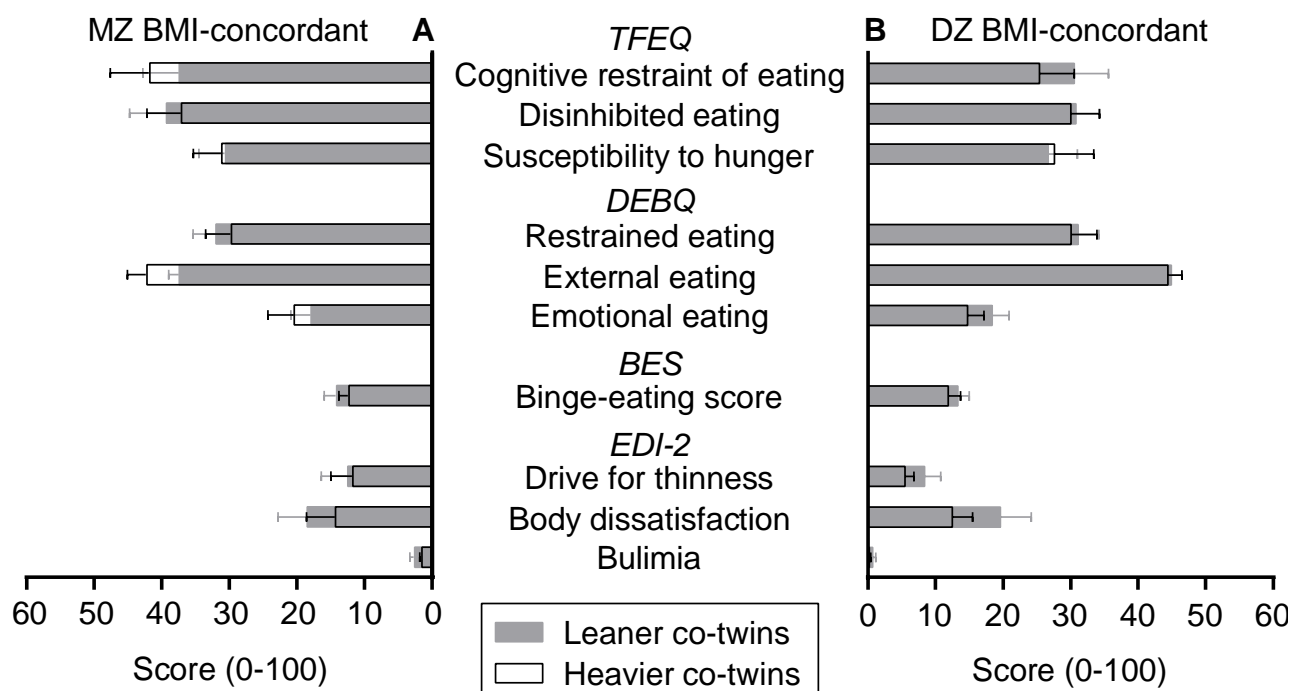 MZ BMI-concordant A
TFEQ
B DZ BMI-concordant
Cognitive restraint of eating
Disinhibited eating
Susceptibility to hunger
DEBQ
Restrained eating
External eating
Emotional eating
BES
Binge-eating score
EDI-2
Drive for thinness
Body dissatisfaction
Bulimia
60 50 40 30 20 10 0
0 10 20 30 40 50 60
Score (0-100)
Leaner co-twins
Heavier co-twins
Score (0-100)